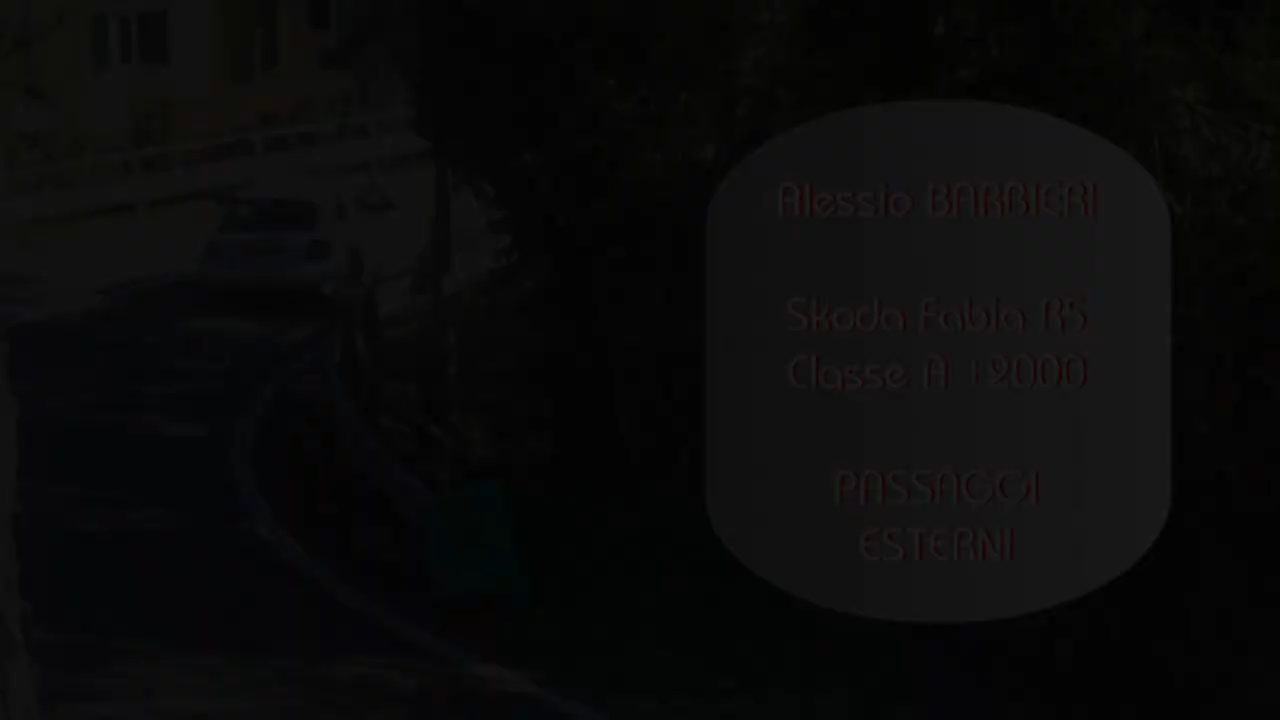 Alessio BARBIERI
Skoda Fabia R5
Classe A +2000
PASSAGGI
ESTERNI